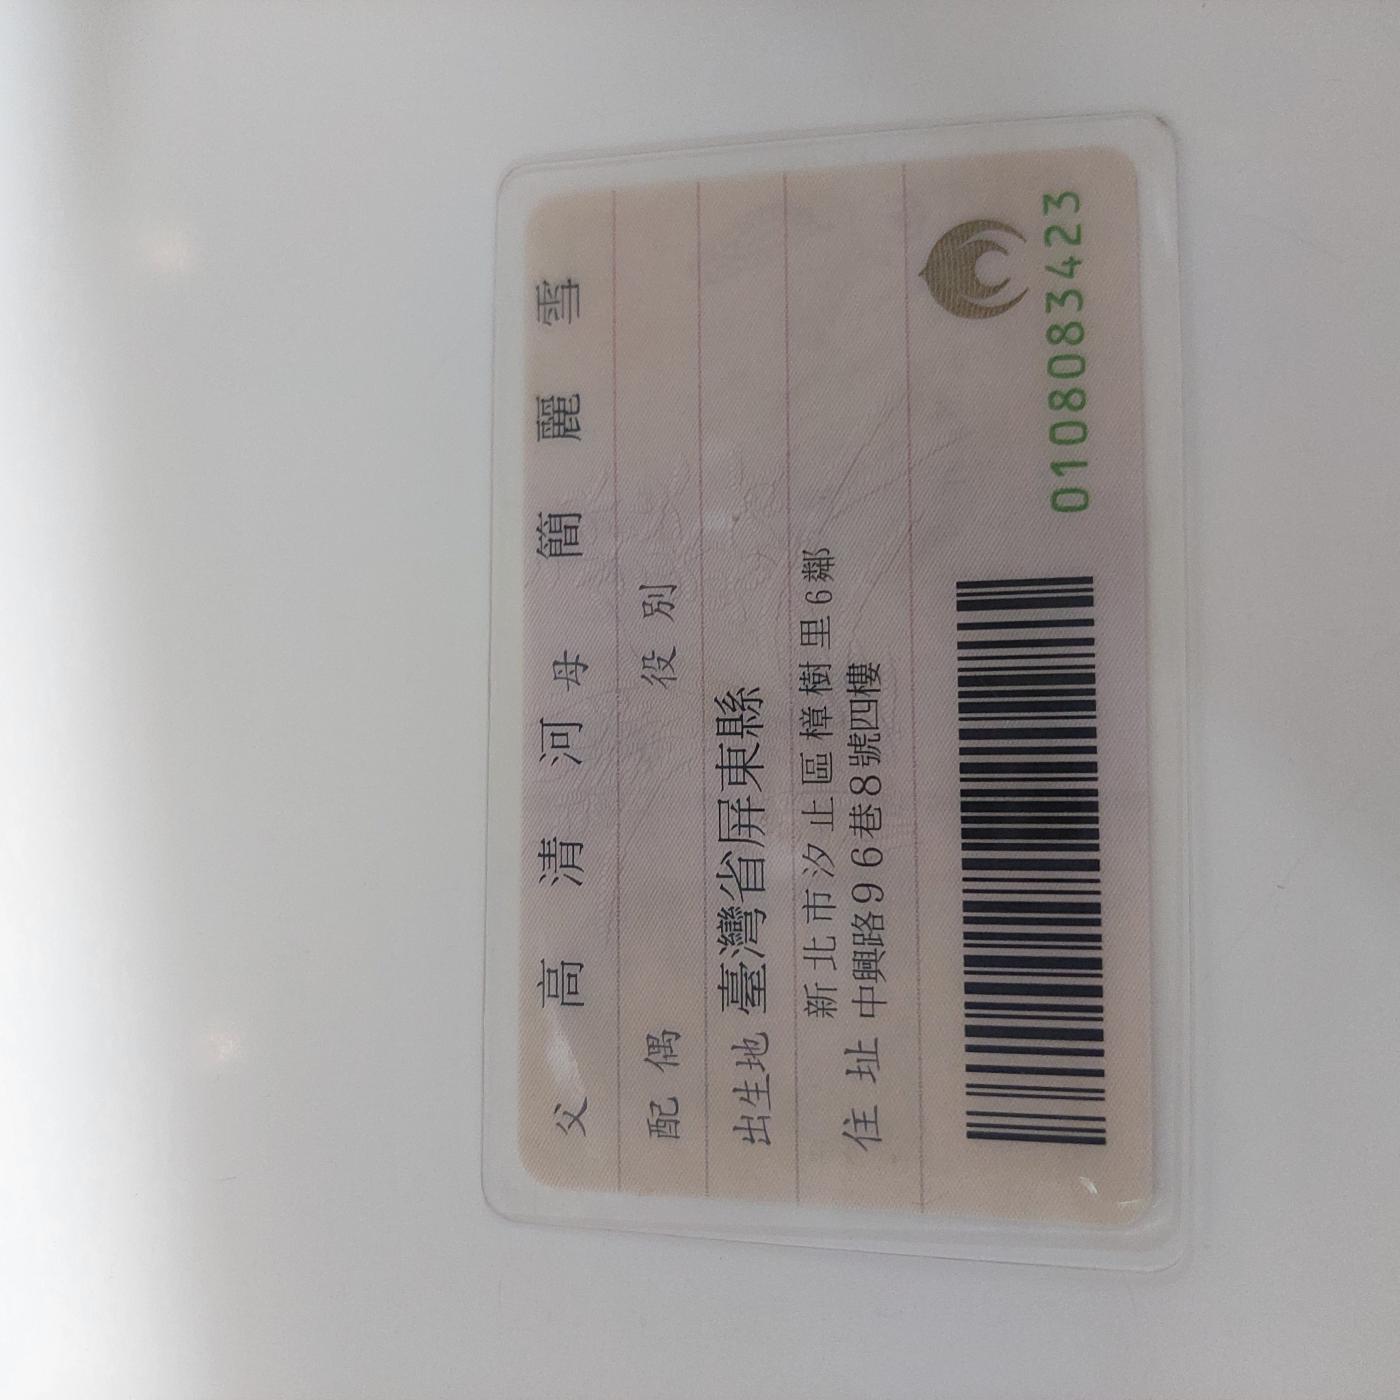 父 高清河 母 簡麗雪
配偶 役別
出生地 臺灣省屏東縣
新北市汐止區樟樹里6鄰
住址 中興路96巷8號四樓
0108083423